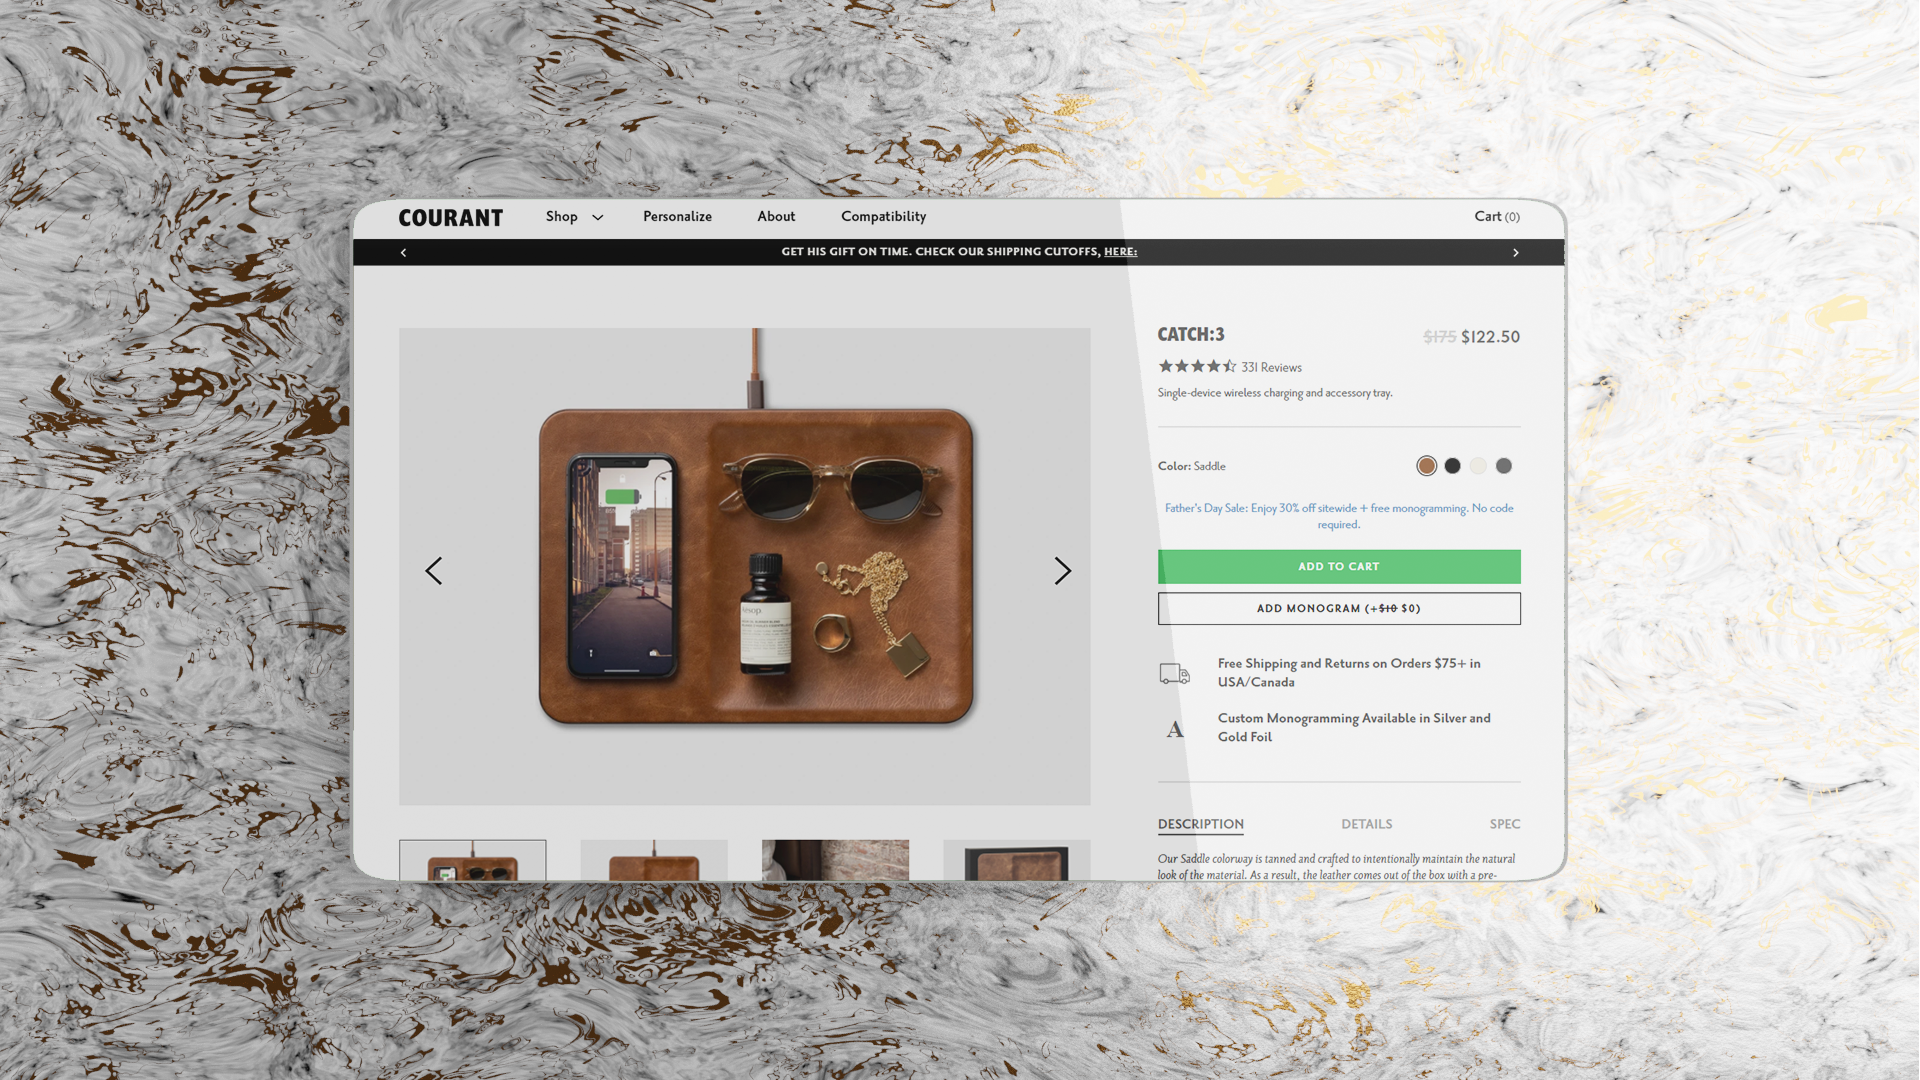 COURANT
Shop
Personalize
About
Compatibility
Cart (0)
GET HIS GIFT ON TIME. CHECK OUR SHIPPING CUTOFFS, HERE:
CATCH:3
$175 $122.50
331 Reviews
Single-device wireless charging and accessory tray.
Color: Saddle
Father's Day Sale: Enjoy 30% off sitewide + free monogramming. No code
required.
ADD TO CART
ADD MONOGRAM (+$10 $0)
Free Shipping and Returns on Orders $75+ in
USA/Canada
A
Custom Monogramming Available in Silver and
Gold Foil
DESCRIPTION
DETAILS
SPEC
Our Saddle colorway is tanned and crafted to intentionally maintain the natural
look of the material. As a result, the leather comes out of the box with a pre-
Aēsop